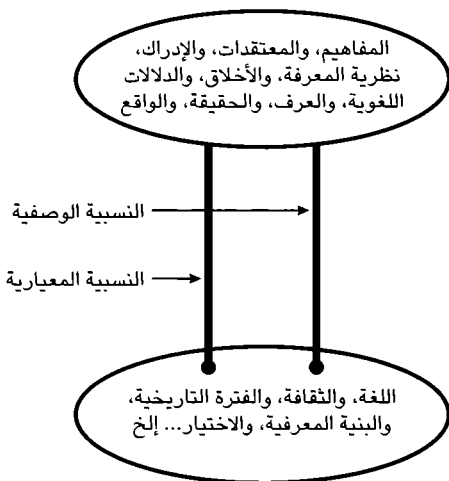 المفاهيم، والمعتقدات، والإدراك،
نظرية المعرفة، والأخلاق، والدلالات
اللغوية، والعرف، والحقيقة، والواقع
النسبية الوصفية
النسبية المعيارية
اللغة، والثقافة، والفترة التاريخية،
والبنية المعرفية، والاختيار... إلخ